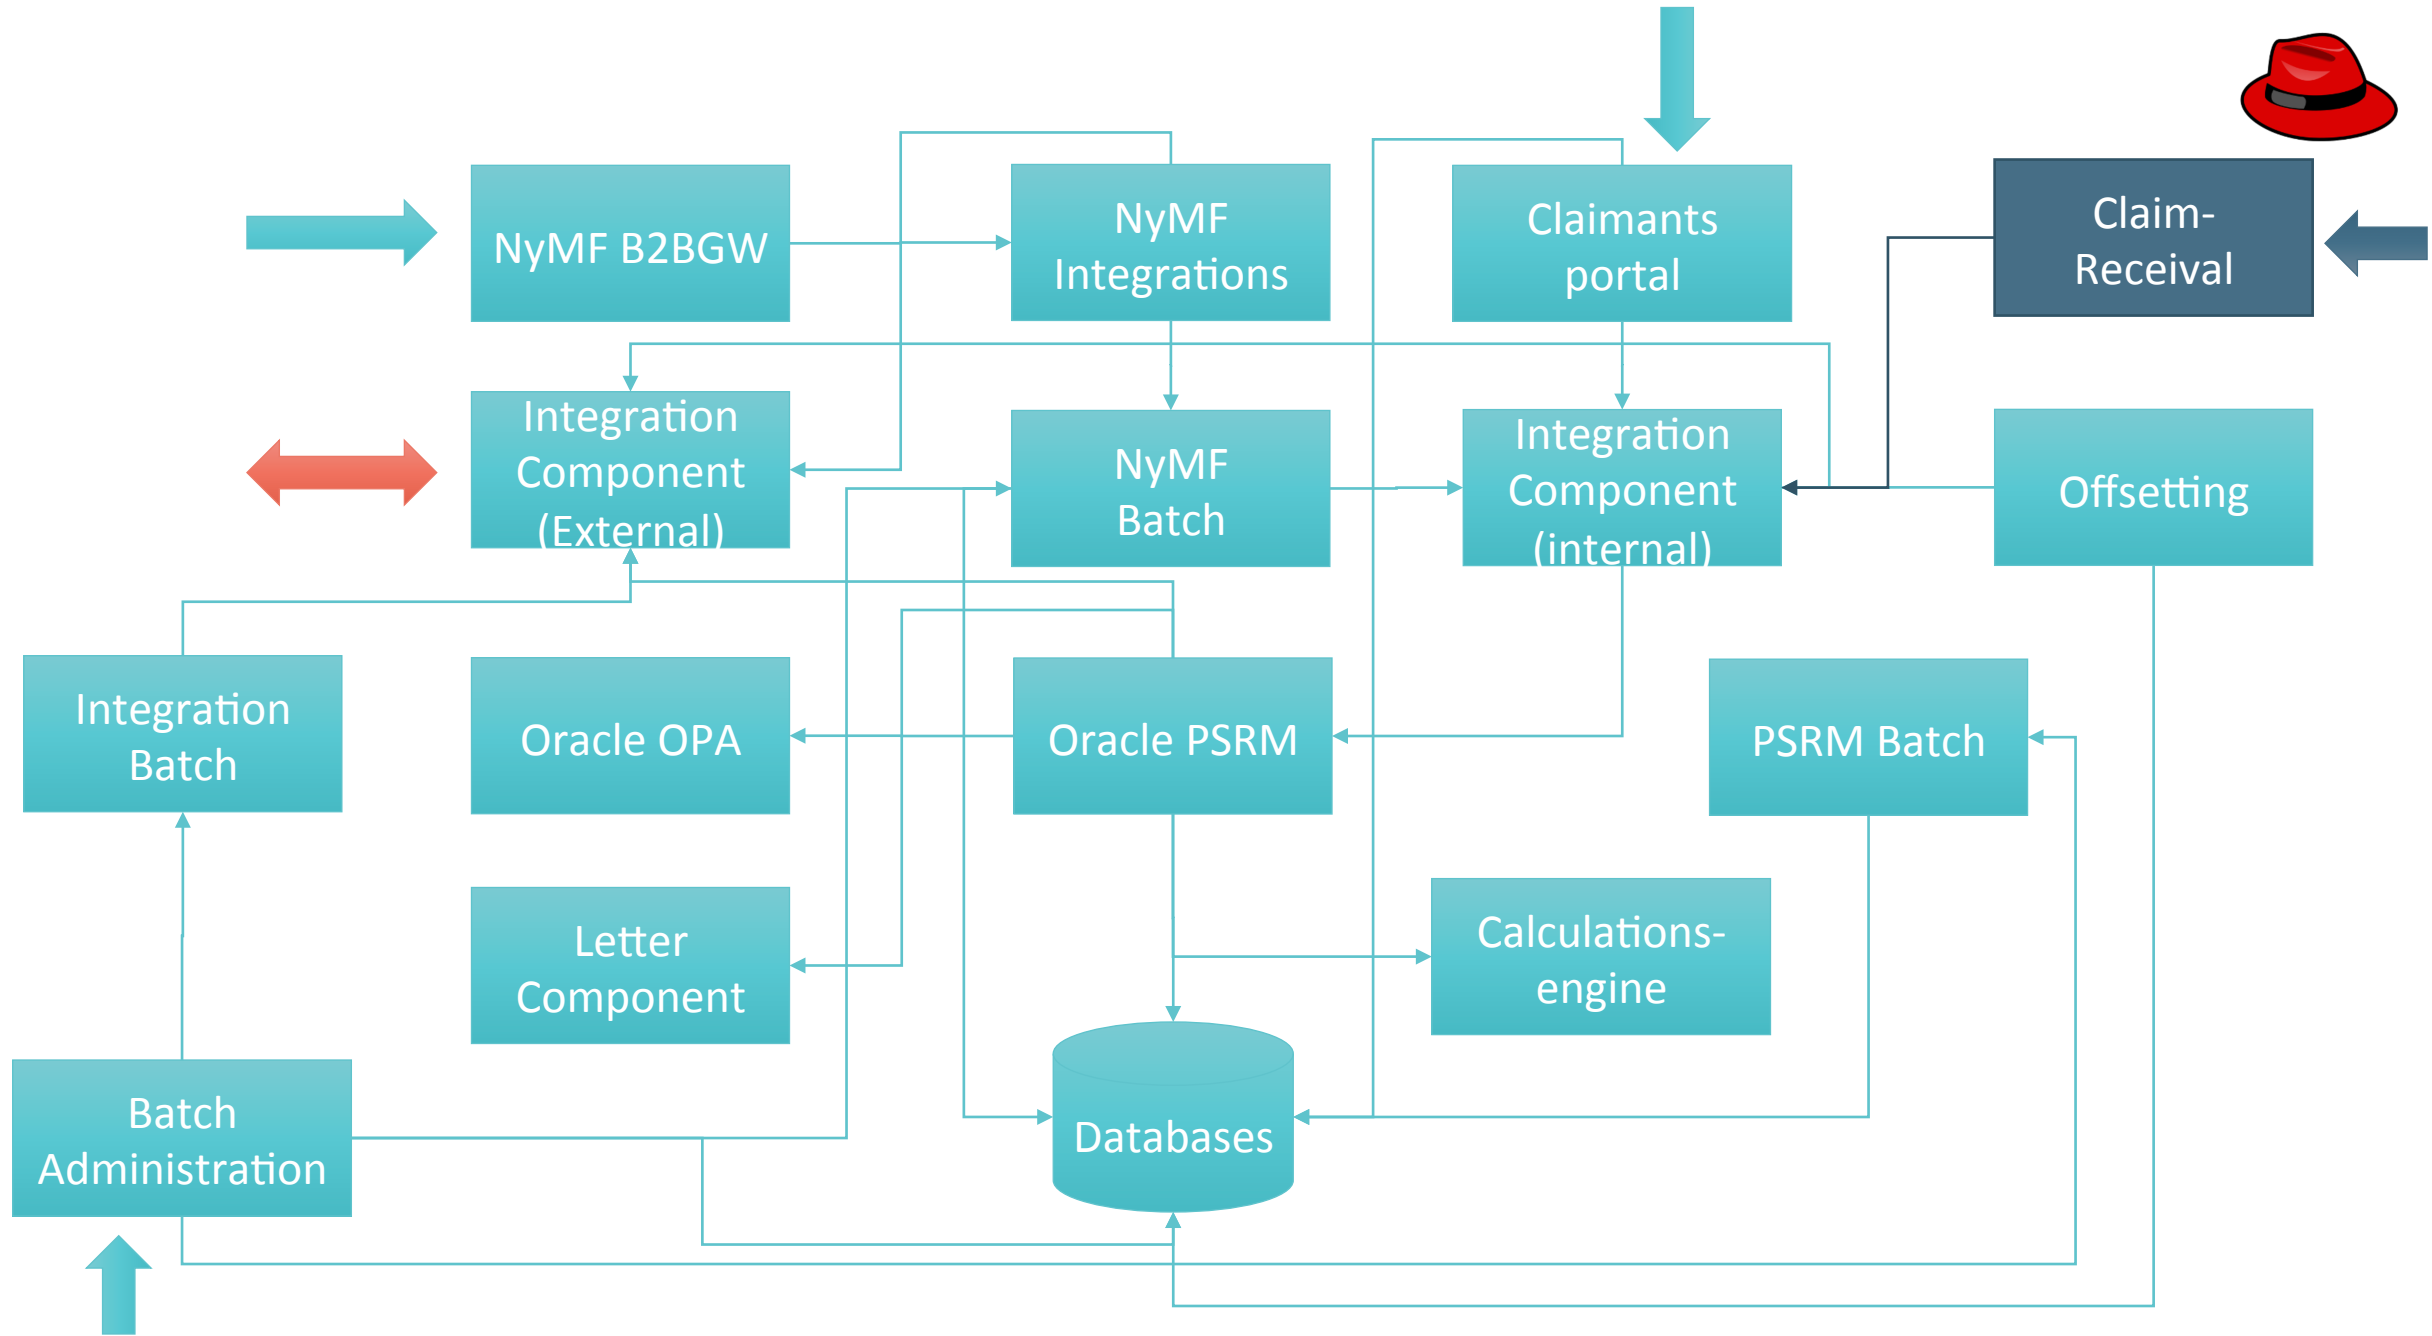 NyMF B2BGW
NyMF
Integrations
Claimants
portal
Claim-
Receival
Integration
Component
(External)
NyMF
Batch
Integration
Component
(internal)
Offsetting
Integration
Batch
Oracle OPA
Oracle PSRM
PSRM Batch
Letter
Component
Calculations-
engine
Batch
Administration
Databases